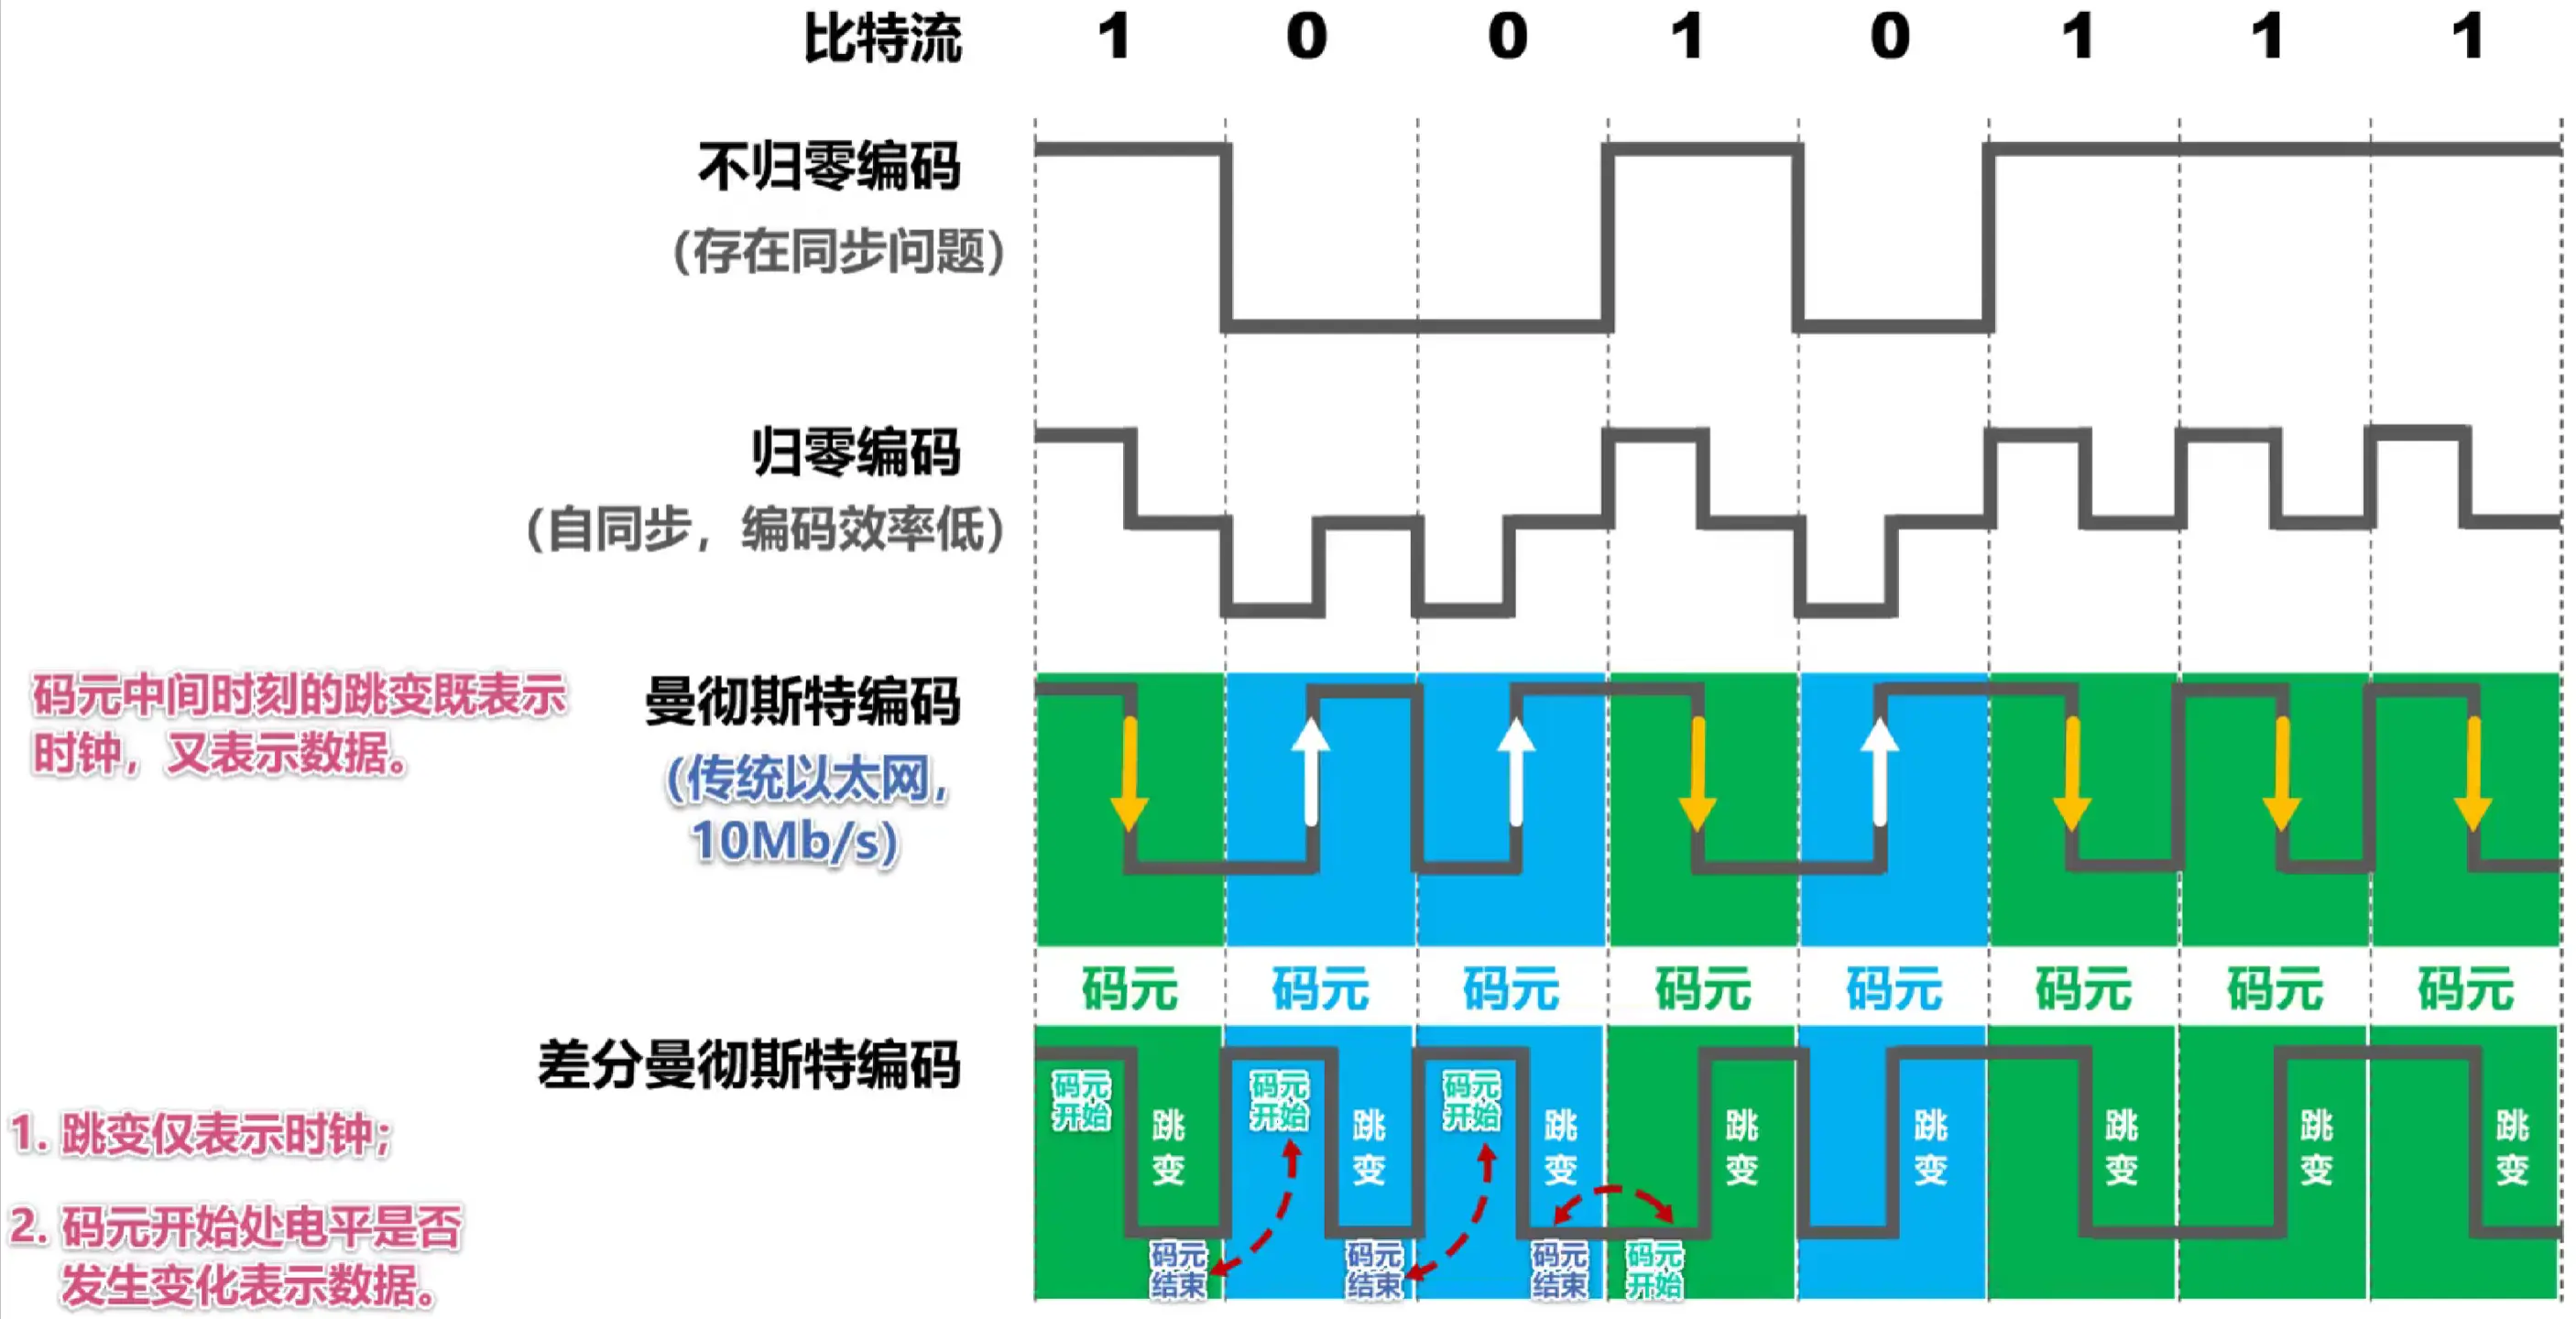 比特流 1 0 0 1 0 1 1 1
不归零编码
（存在同步问题）
归零编码
（自同步，编码效率低）
码元中间时刻的跳变既表示
时钟，又表示数据。
曼彻斯特编码
（传统以太网，
10Mb/s）
码元 码元 码元 码元 码元 码元 码元 码元
差分曼彻斯特编码
1. 跳变仅表示时钟；
2. 码元开始处电平是否
发生变化表示数据。
码元 码元 码元
开始 开始 开始
跳 跳 跳 跳 跳 跳 跳 跳
变 变 变 变 变 变 变 变
码元 码元 码元 码元
结束 结束 结束 开始